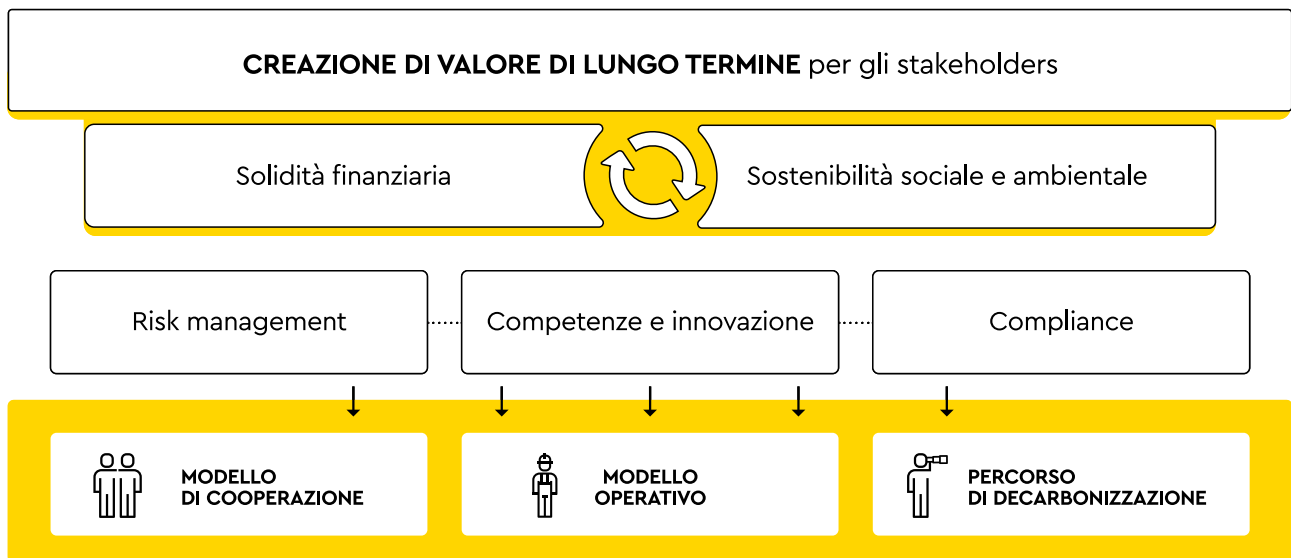 CREAZIONE DI VALORE DI LUNGO TERMINE per gli stakeholders
Solidità finanziaria
Sostenibilità sociale e ambientale
Risk management
Competenze e innovazione
Compliance
MODELLO
DI COOPERAZIONE
MODELLO
OPERATIVO
PERCORSO
DI DECARBONIZZAZIONE